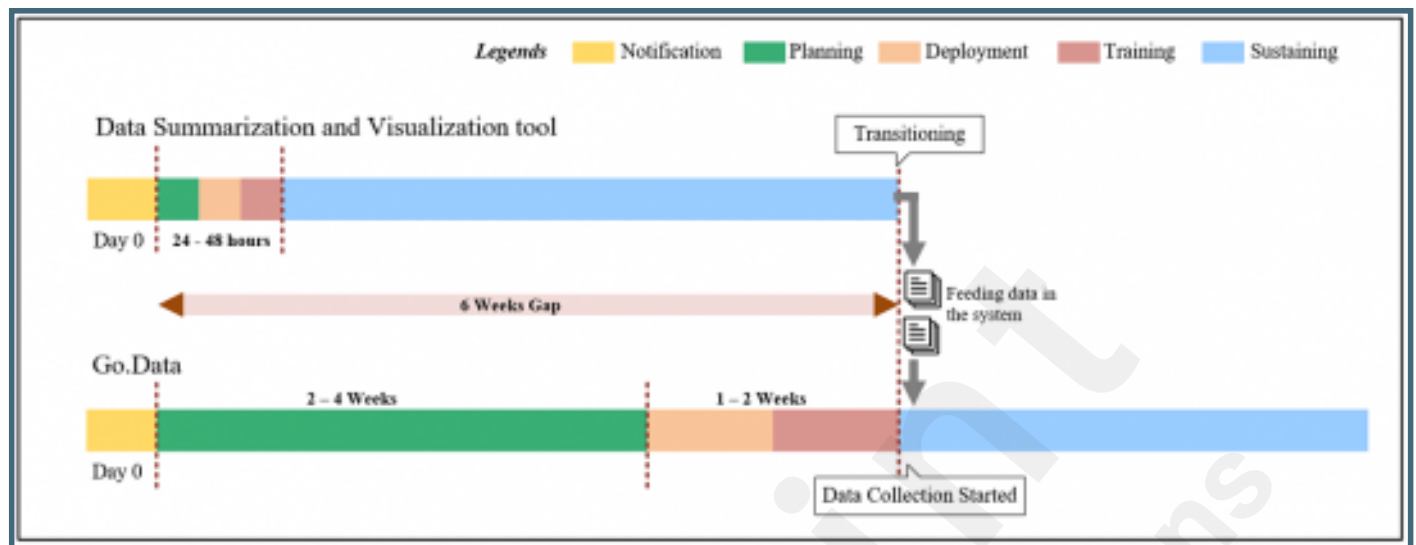 Legends Notification Planning Deployment Training Sustaining
Data Summarization and Visualization tool
Transitioning
Day 0 24 - 48 hours
6 Weeks Gap
Feeding data in
the system
Go.Data
2 – 4 Weeks
1 – 2 Weeks
Day 0
Data Collection Started